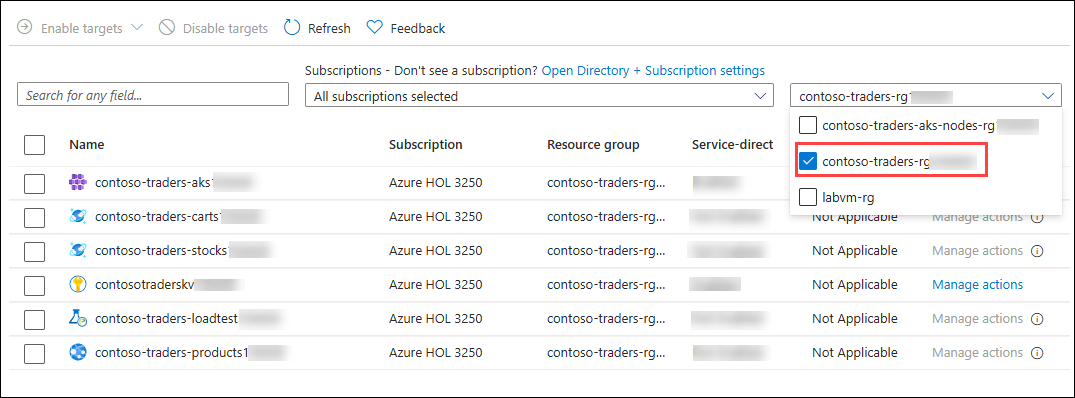 Enable targets Disable targets Refresh Feedback
Subscriptions - Don't see a subscription? Open Directory + Subscription settings
Search for any field... All subscriptions selected contoso-traders-rg
contoso-traders-aks-nodes-rg
contoso-traders-rg
labvm-rg
Name Subscription Resource group Service-direct
contoso-traders-aks Azure HOL 3250 contoso-traders-rg...
contoso-traders-carts Azure HOL 3250 contoso-traders-rg... Not Applicable Manage actions
contoso-traders-stocks Azure HOL 3250 contoso-traders-rg... Not Applicable Manage actions
contosotraderskv Azure HOL 3250 contoso-traders-rg... Not Applicable Manage actions
contoso-traders-loadtest Azure HOL 3250 contoso-traders-rg... Not Applicable Manage actions
contoso-traders-products1 Azure HOL 3250 contoso-traders-rg... Not Applicable Manage actions